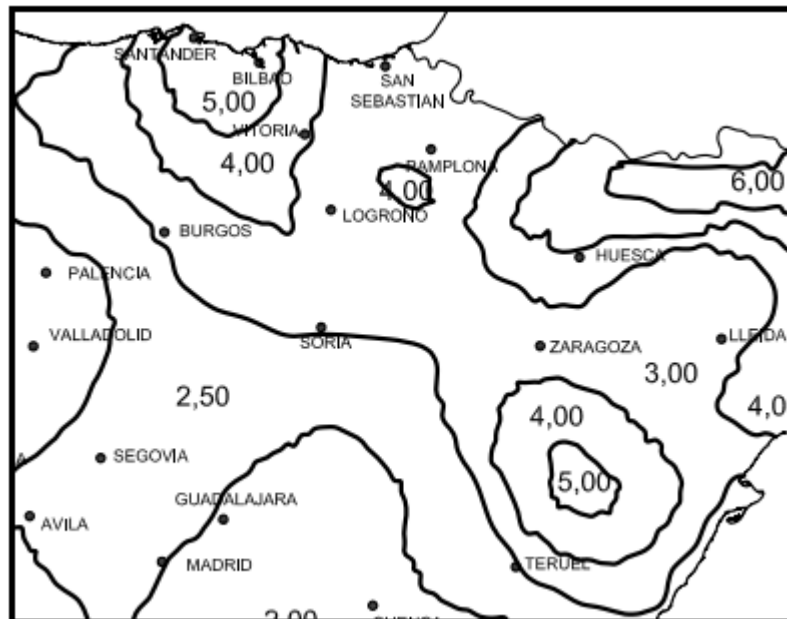 SANTANDER
BILBAO
SAN
SEBASTIAN
5,00
VITORIA
4,00
PAMPLONA
4,00
6,00
LOGROÑO
BURGOS
HUESCA
PALENCIA
VALLADOLID
SORIA
ZARAGOZA
LLEIDA
3,00
2,50
4,00
4,0
SEGOVIA
A
5,00
GUADALAJARA
AVILA
MADRID
TERUEL